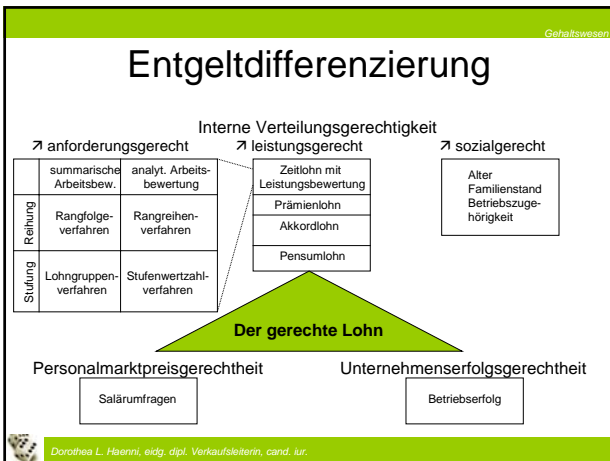 Gehaltswesen
Entgeltdifferenzierung
Interne Verteilungsgerechtigkeit
↗ anforderungsgerecht
↗ leistungsgerecht
↗ sozialgerecht
summarische
Arbeitsbew.
analyt. Arbeits-
bewertung
Reihung
Rangfolge-
verfahren
Rangreihen-
verfahren
Stufung
Lohngruppen-
verfahren
Stufenwertzahl-
verfahren
Zeitlohn mit
Leistungsbewertung
Prämienlohn
Akkordlohn
Pensumlohn
Alter
Familienstand
Betriebszuge-
hörigkeit
Der gerechte Lohn
Personalmarktpreisgerechtheit
Unternehmenserfolgsgerechtheit
Salärumfragen
Betriebserfolg
Dorothea L. Haenni, eidg. dipl. Verkaufsleiterin, cand. iur.